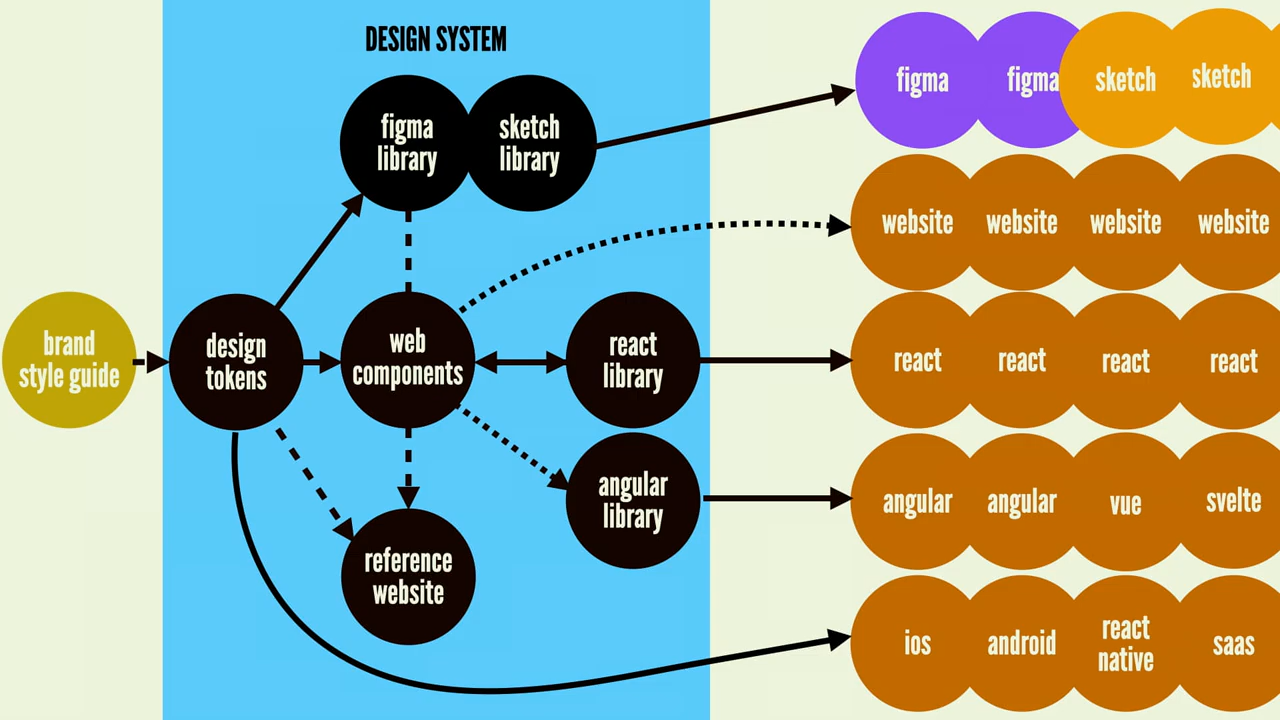 DESIGN SYSTEM
figma
library
sketch
library
figma
figma
sketch
sketch
website
website
website
website
brand
style guide
design
tokens
web
components
react
library
react
react
react
react
angular
library
angular
angular
vue
svelte
reference
website
ios
android
react
native
saas